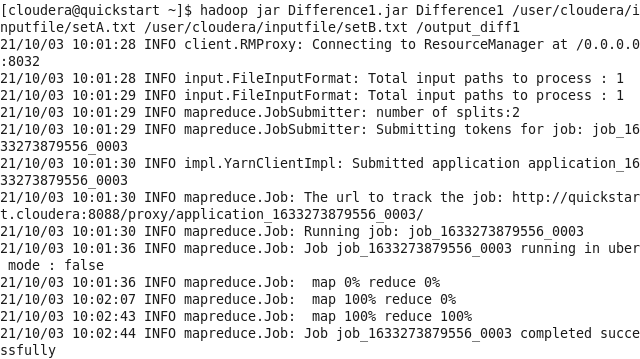 [cloudera@quickstart ~]$ hadoop jar Difference1.jar Difference1 /user/cloudera/i
nputfile/setA.txt /user/cloudera/inputfile/setB.txt /output_diff1
21/10/03 10:01:28 INFO client.RMProxy: Connecting to ResourceManager at /0.0.0.0
:8032
21/10/03 10:01:28 INFO input.FileInputFormat: Total input paths to process : 1
21/10/03 10:01:29 INFO input.FileInputFormat: Total input paths to process : 1
21/10/03 10:01:29 INFO mapreduce.JobSubmitter: number of splits:2
21/10/03 10:01:29 INFO mapreduce.JobSubmitter: Submitting tokens for job: job_16
33273879556_0003
21/10/03 10:01:30 INFO impl.YarnClientImpl: Submitted application application_16
33273879556_0003
21/10/03 10:01:30 INFO mapreduce.Job: The url to track the job: http://quickstar
t.cloudera:8088/proxy/application_1633273879556_0003/
21/10/03 10:01:30 INFO mapreduce.Job: Running job: job_1633273879556_0003
21/10/03 10:01:36 INFO mapreduce.Job: Job job_1633273879556_0003 running in uber
 mode : false
21/10/03 10:01:36 INFO mapreduce.Job:  map 0% reduce 0%
21/10/03 10:02:07 INFO mapreduce.Job:  map 100% reduce 0%
21/10/03 10:02:43 INFO mapreduce.Job:  map 100% reduce 100%
21/10/03 10:02:44 INFO mapreduce.Job: Job job_1633273879556_0003 completed succe
ssfully